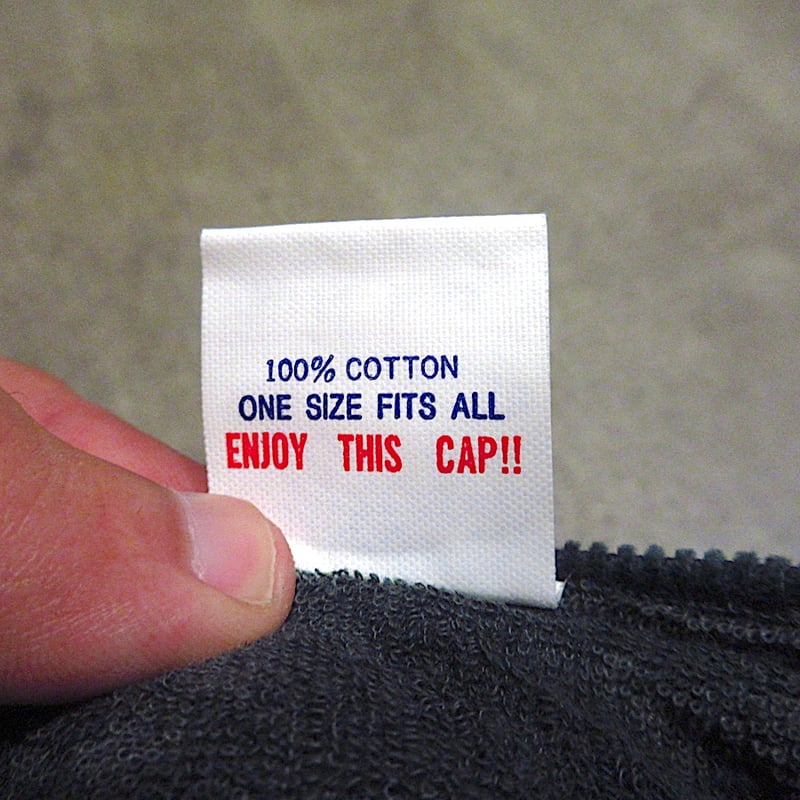 100% COTTON
ONE SIZE FITS ALL
ENJOY THIS CAP!!